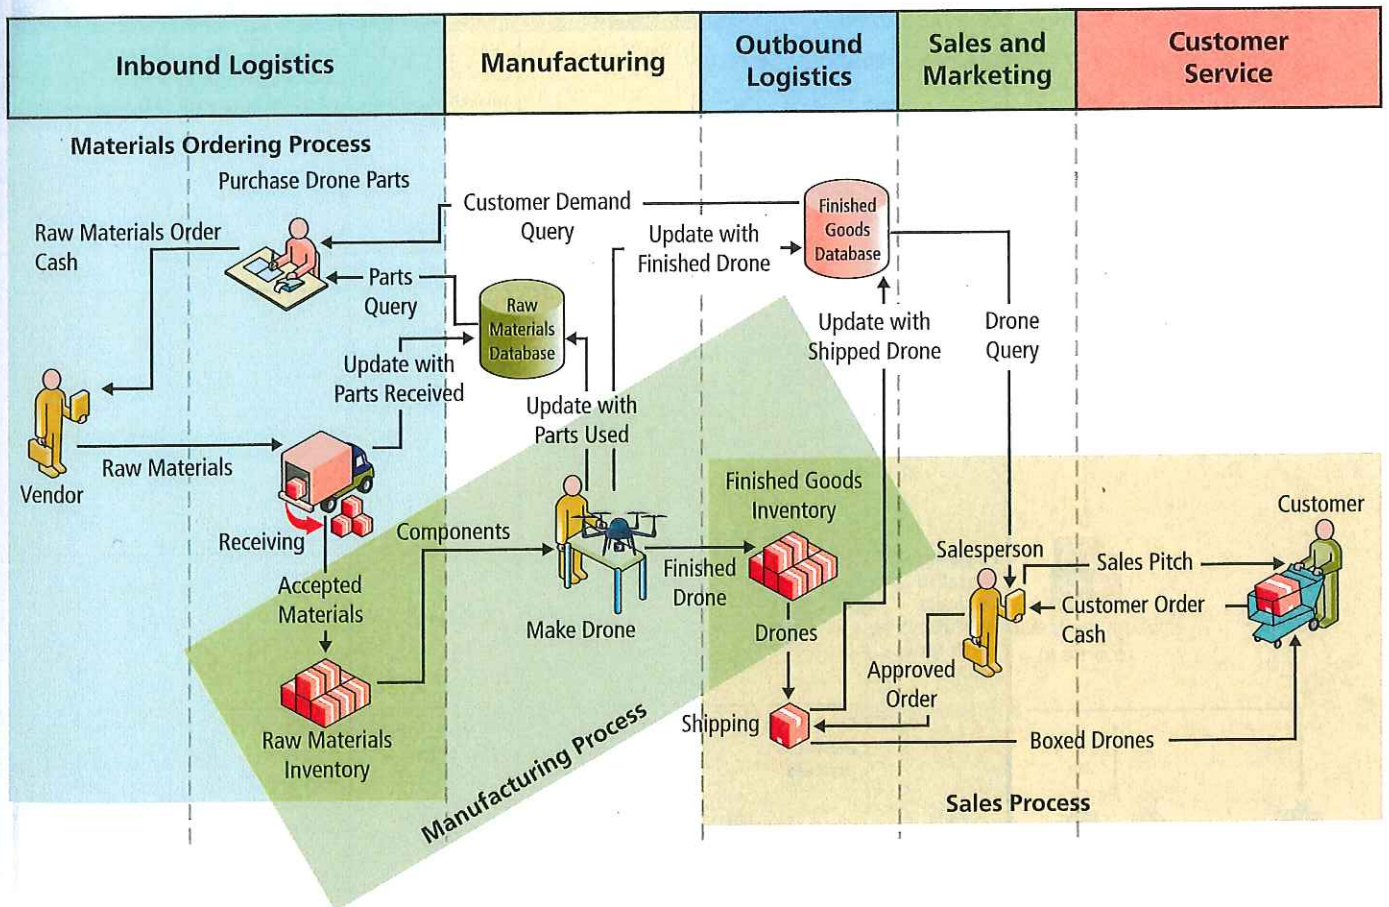 Inbound Logistics
Manufacturing
Outbound
Logistics
Sales and
Marketing
Customer
Service
Materials Ordering Process
Purchase Drone Parts
Raw Materials Order
Cash
Customer Demand
Query
Update with
Finished Drone
Finished
Goods
Database
Parts
Query
Raw
Materials
Database
Update with
Parts Received
Update with
Parts Used
Update with
Shipped Drone
Drone
Query
Vendor
Raw Materials
Receiving
Accepted
Materials
Components
Raw Materials
Inventory
Make Drone
Finished
Drone
Finished Goods
Inventory
Drones
Shipping
Manufacturing Process
Salesperson
Customer
Sales Pitch
Customer Order
Cash
Approved
Order
Boxed Drones
Sales Process